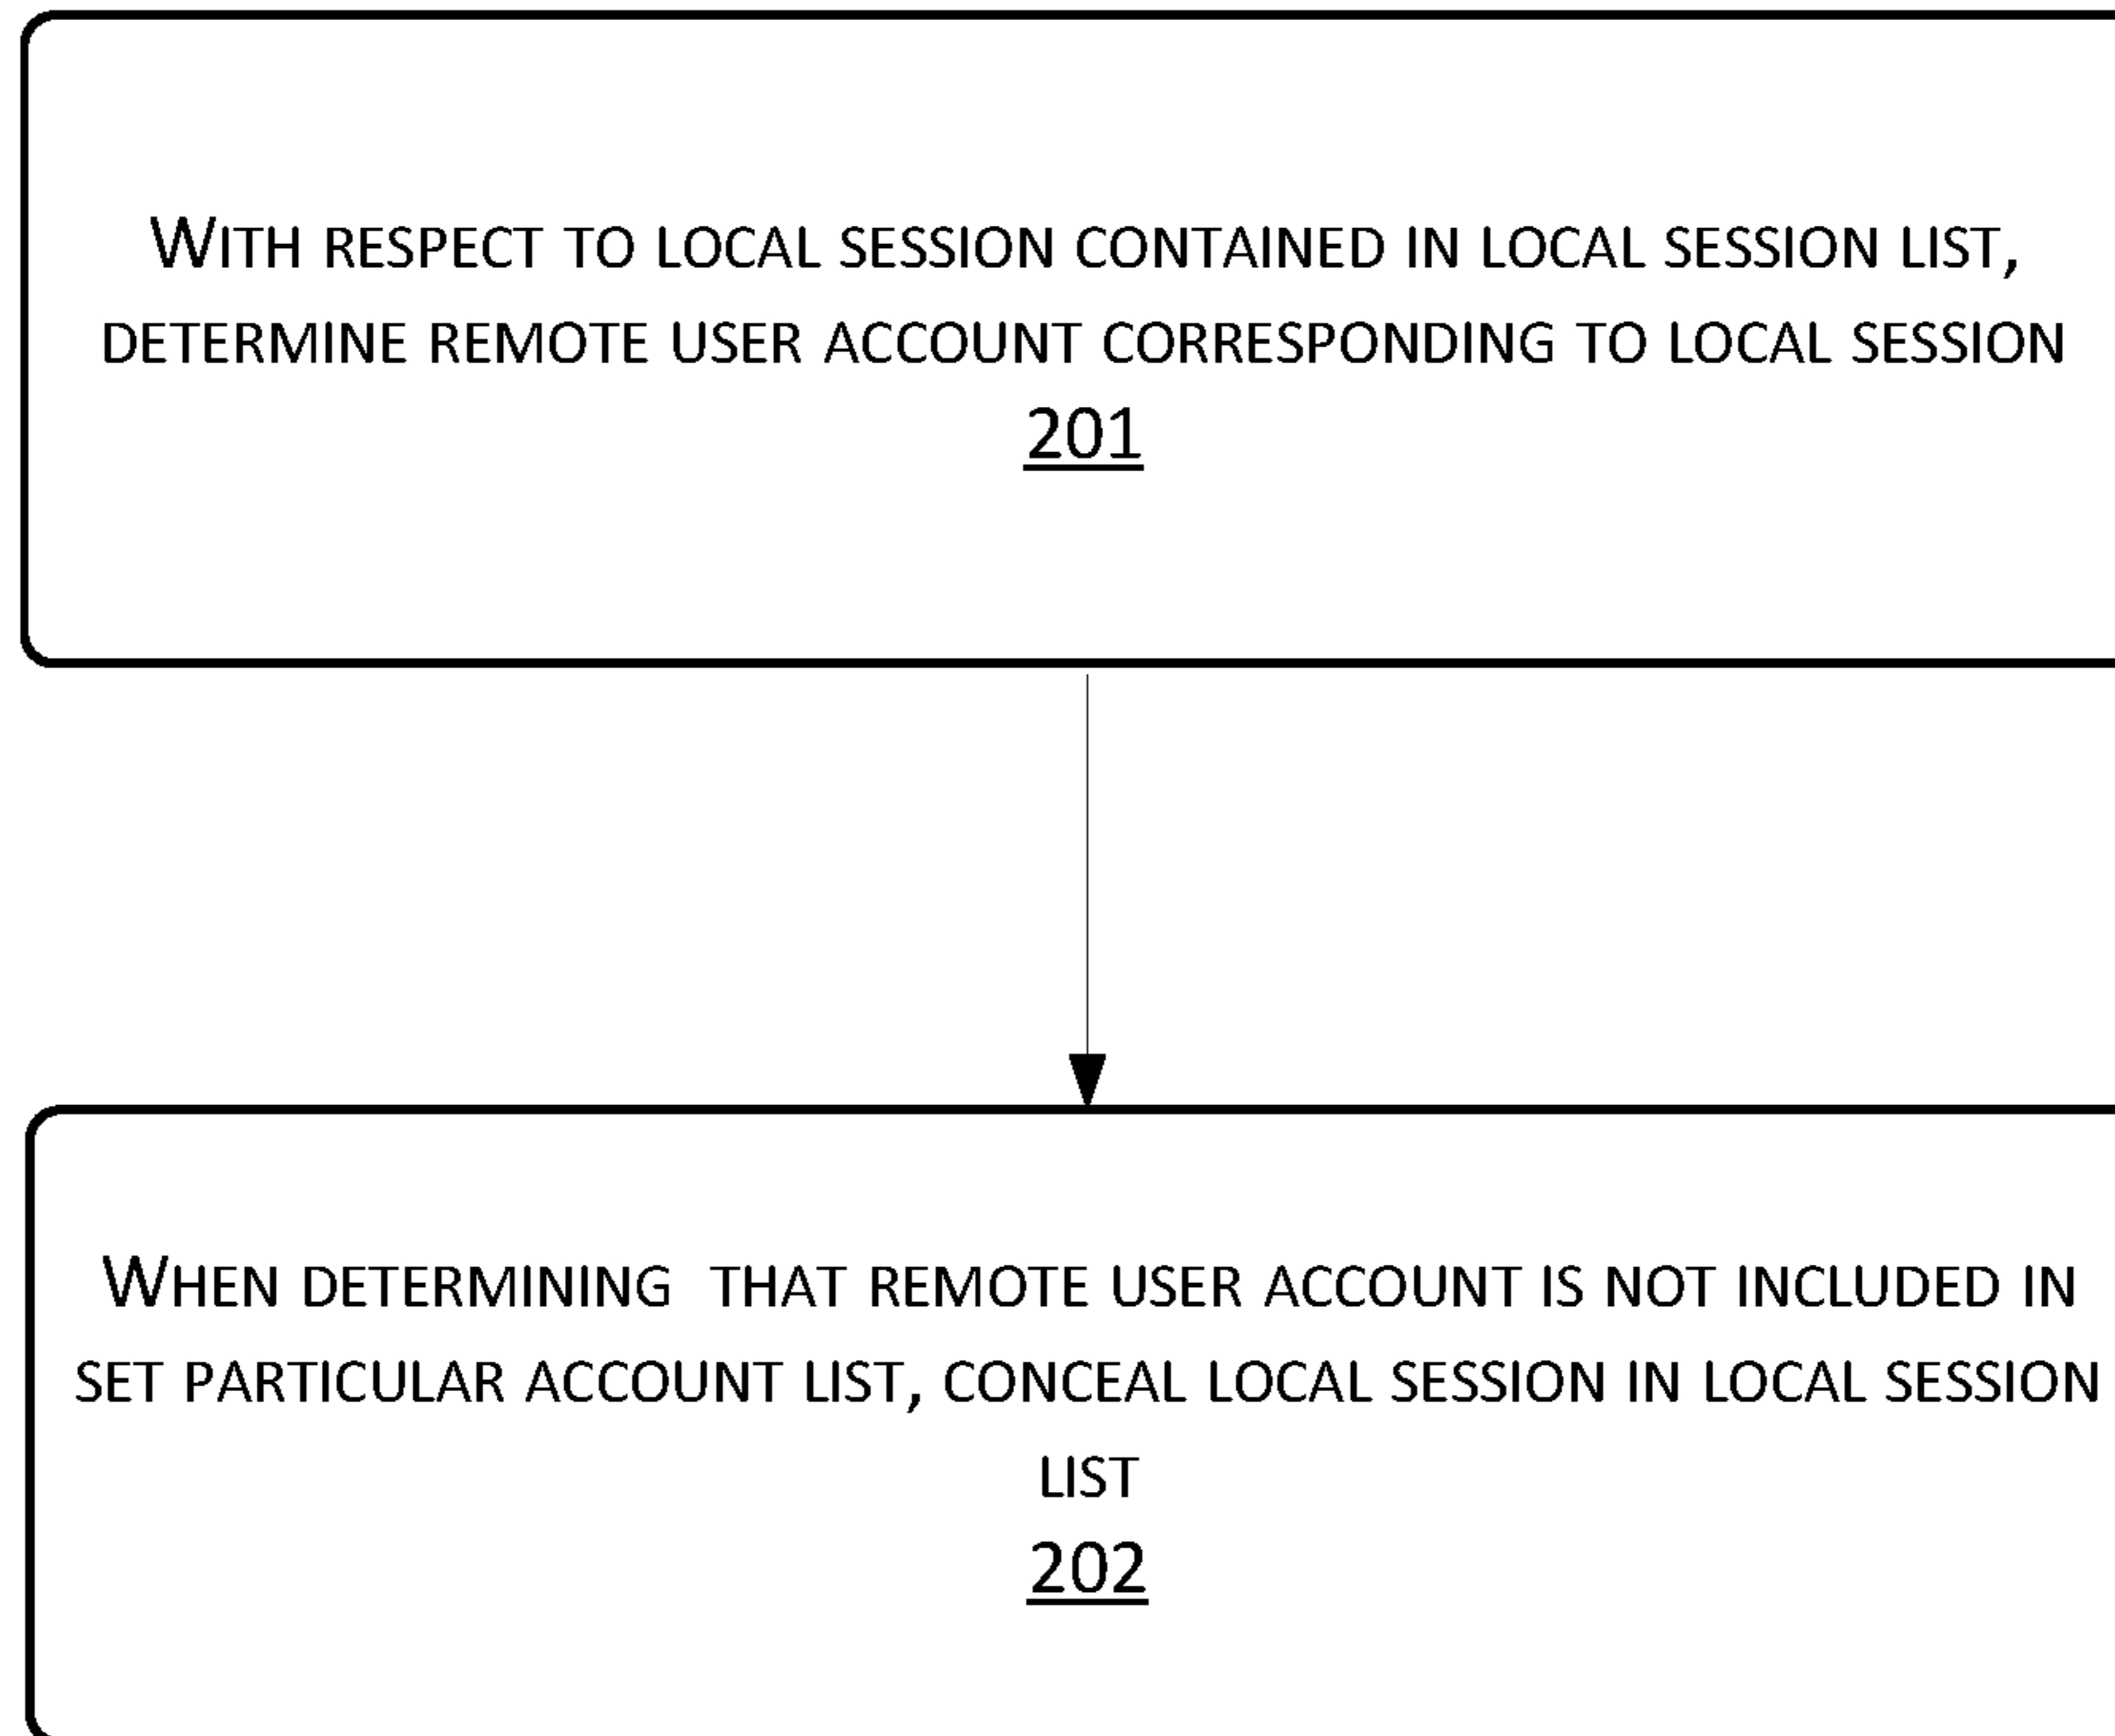 WITH RESPECT TO LOCAL SESSION CONTAINED IN LOCAL SESSION LIST,
DETERMINE REMOTE USER ACCOUNT CORRESPONDING TO LOCAL SESSION
201
WHEN DETERMINING THAT REMOTE USER ACCOUNT IS NOT INCLUDED IN
SET PARTICULAR ACCOUNT LIST, CONCEAL LOCAL SESSION IN LOCAL SESSION
LIST
202